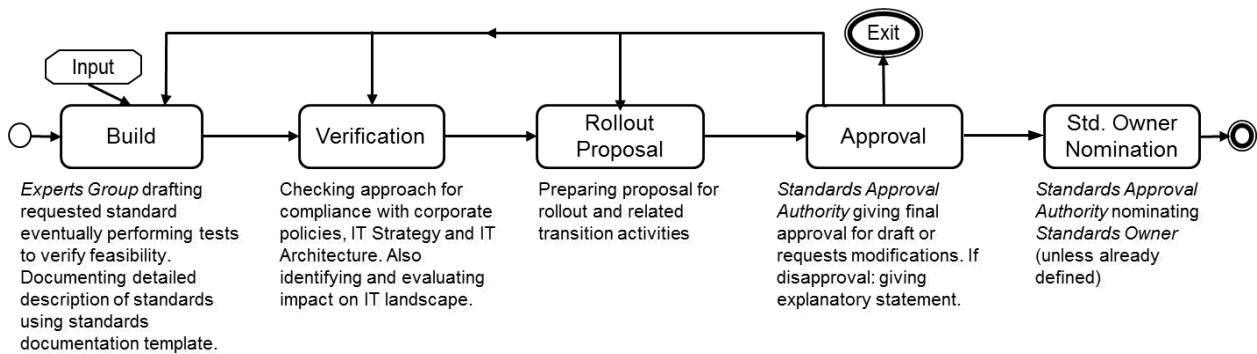 Exit
Input
Build
Verification
Rollout
Proposal
Approval
Std. Owner
Nomination
Experts Group drafting
requested standard
eventually performing tests
to verify feasibility.
Documenting detailed
description of standards
using standards
documentation template.
Checking approach for
compliance with corporate
policies, IT Strategy and IT
Architecture. Also
identifying and evaluating
impact on IT landscape.
Preparing proposal for
rollout and related
transition activities
Standards Approval
Authority giving final
approval for draft or
requests modifications. If
disapproval: giving
explanatory statement.
Standards Approval
Authority nominating
Standards Owner
(unless already
defined)